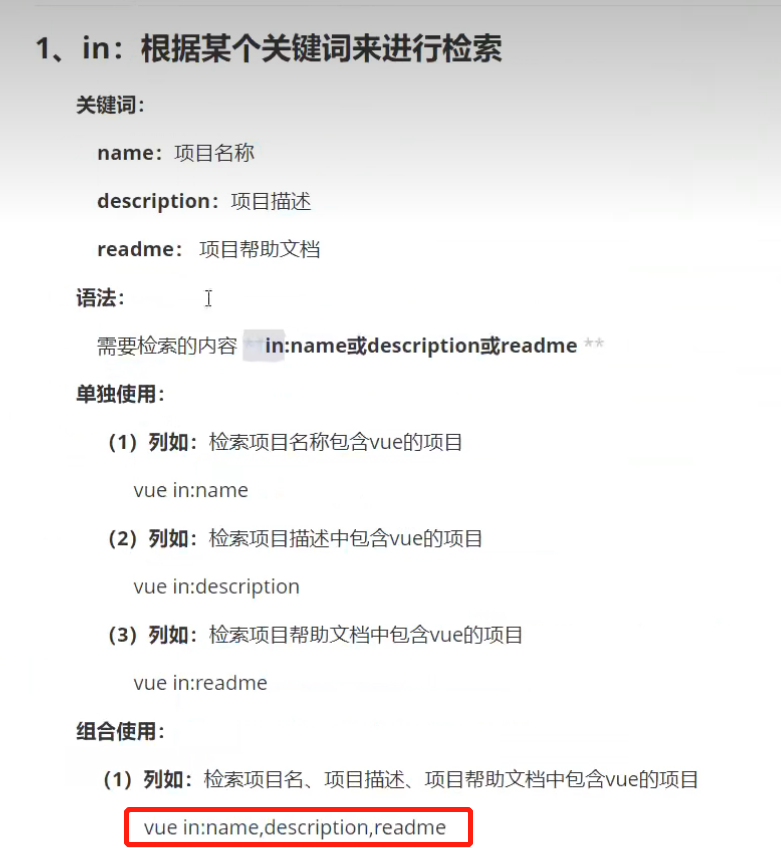 1、in：根据某个关键词来进行检索
关键词：
name：项目名称
description：项目描述
readme： 项目帮助文档
语法：
需要检索的内容 **in:name或description或readme **
单独使用：
（1）列如：检索项目名称包含vue的项目
vue in:name
（2）列如：检索项目描述中包含vue的项目
vue in:description
（3）列如：检索项目帮助文档中包含vue的项目
vue in:readme
组合使用：
（1）列如：检索项目名、项目描述、项目帮助文档中包含vue的项目
vue in:name,description,readme